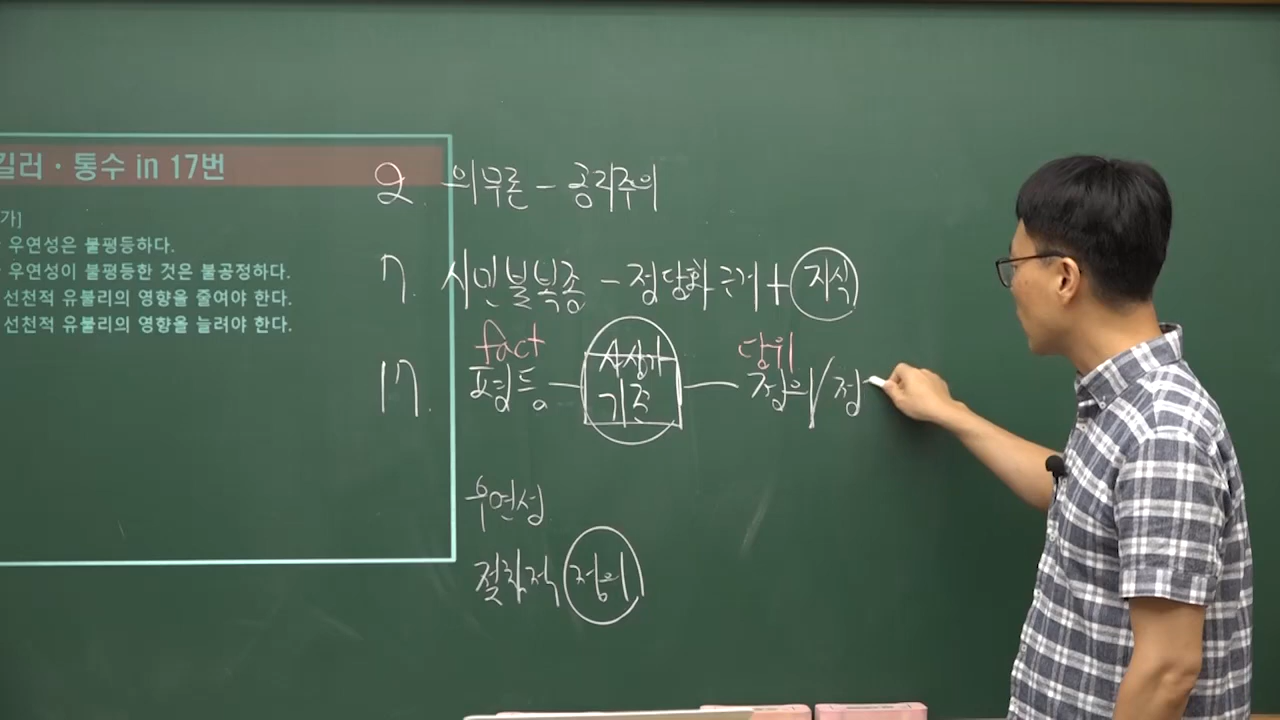 킬러 · 통수 in 17번
가]
우연성은 불평등하다.
우연성이 불평등한 것은 불공정하다.
선천적 유불리의 영향을 줄여야 한다.
선천적 유불리의 영향을 늘려야 한다.
2. 의무론 - 공리주의
7. 시민불복종 - 정당화 근거 + 지식
fact 당위
17. 평등 - 사상가 기준 - 정의/정
우연성
절차적 정의